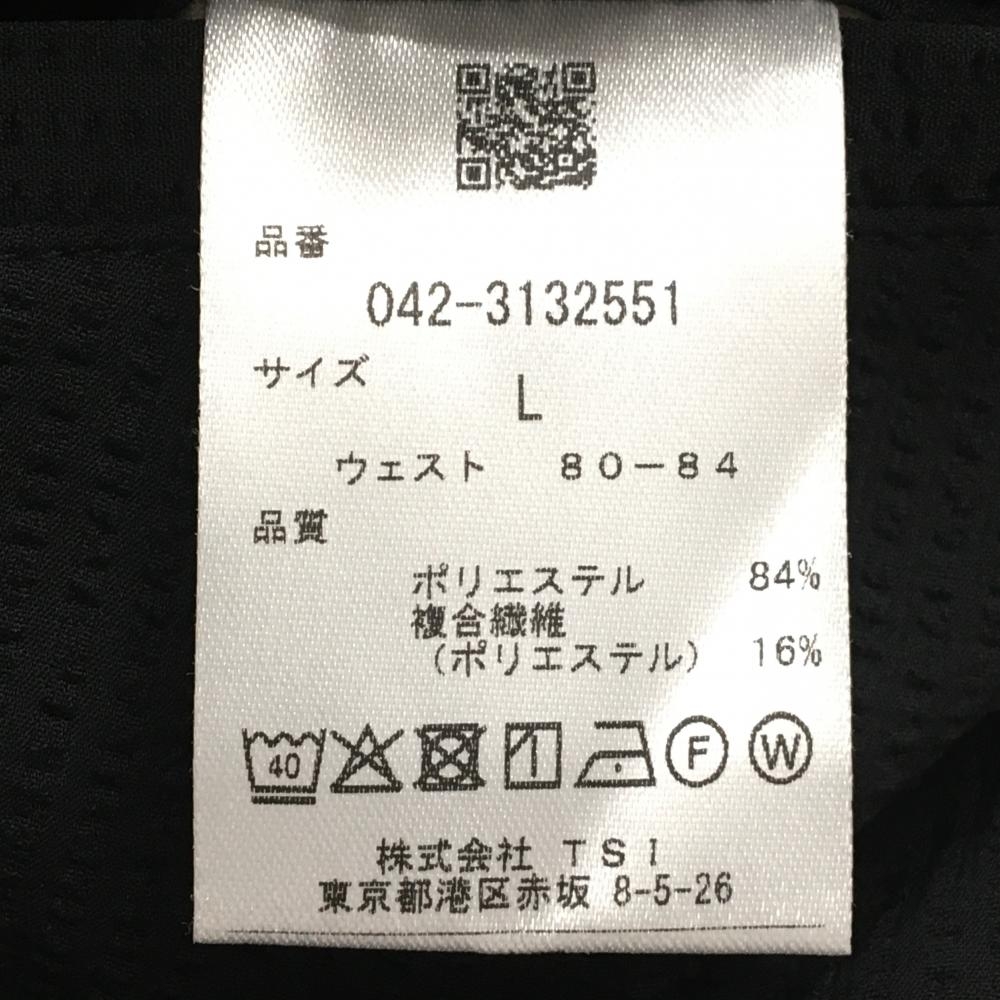 品番
042-3132551
サイズ
L
ウェスト 80-84
品質
ポリエステル 84%
複合繊維
(ポリエステル) 16%
40 F W
株式会社 TSI
東京都港区赤坂 8-5-26